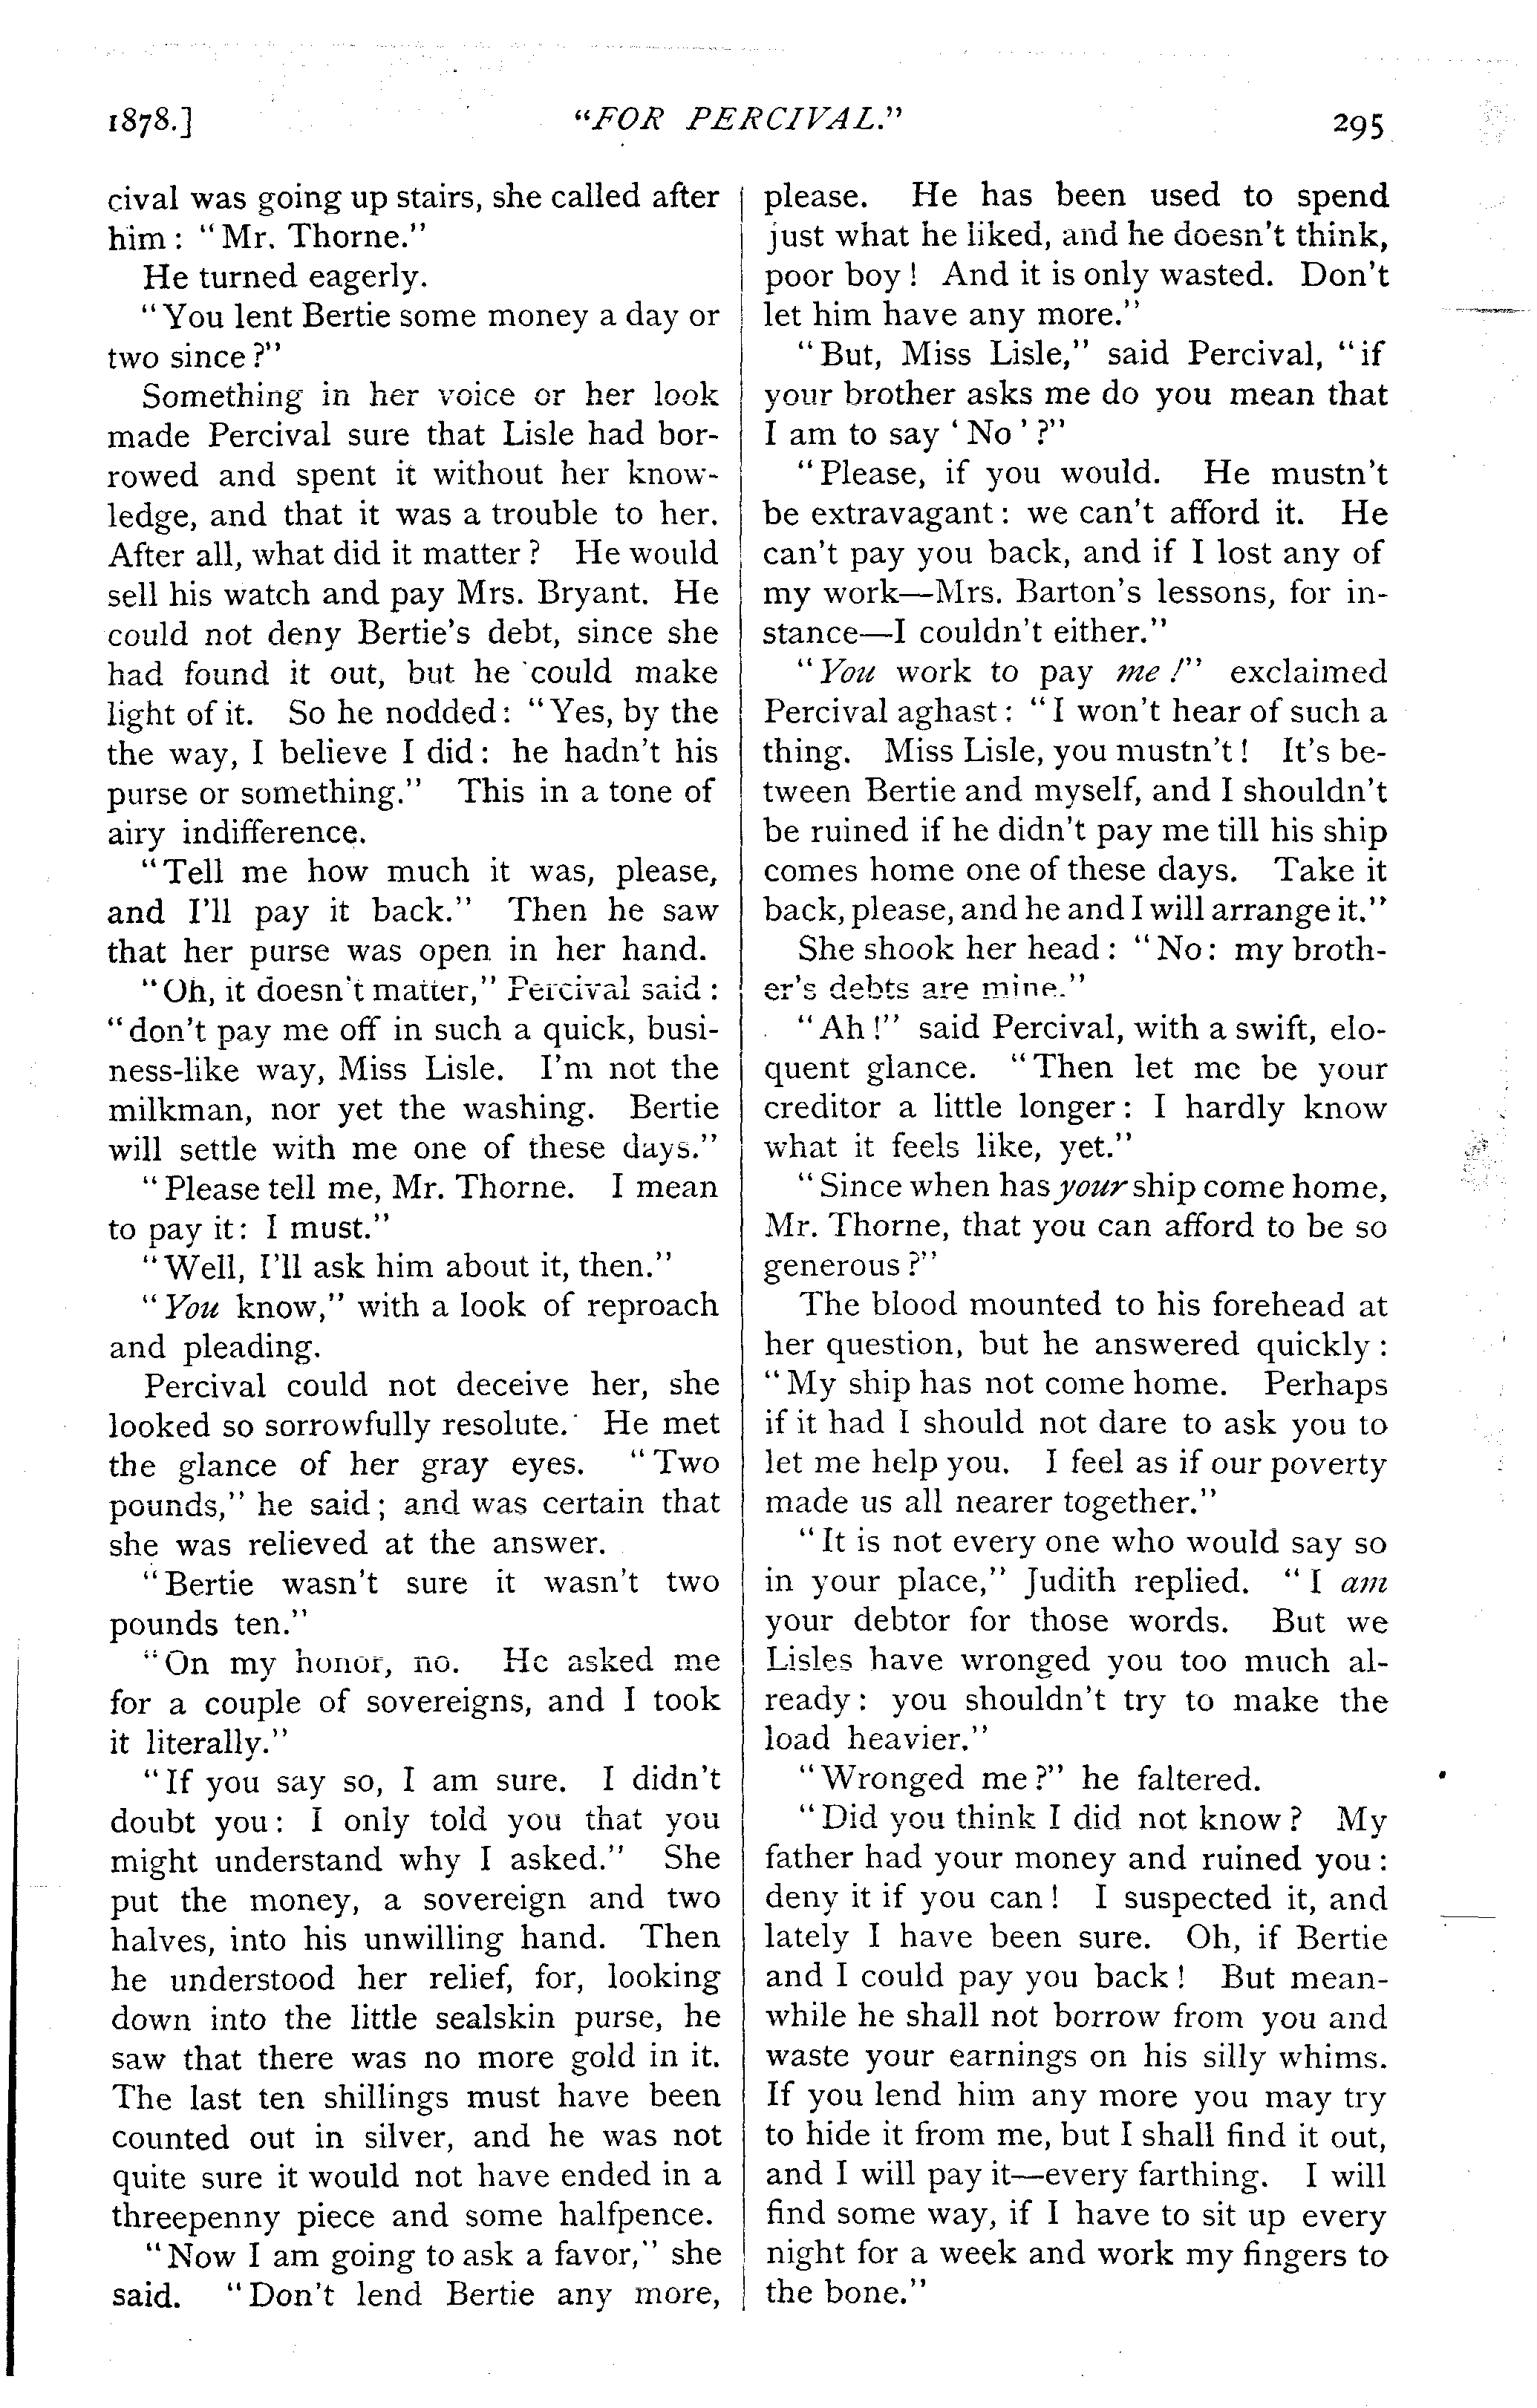 1878.]
"FOR PERCIVAL."
295
cival was going up stairs, she called after
him: "Mr. Thorne."
He turned eagerly.
"You lent Bertie some money a day or
two since?"
Something in her voice or her look
made Percival sure that Lisle had bor-
rowed and spent it without her know-
ledge, and that it was a trouble to her.
After all, what did it matter? He would
sell his watch and pay Mrs. Bryant. He
could not deny Bertie's debt, since she
had found it out, but he could make
light of it. So he nodded: "Yes, by the
the way, I believe I did: he hadn't his
purse or something." This in a tone of
airy indifference.
"Tell me how much it was, please,
and I'll pay it back." Then he saw
that her purse was open in her hand.
"Oh, it doesn't matter," Percival said:
"don't pay me off in such a quick, busi-
ness-like way, Miss Lisle. I'm not the
milkman, nor yet the washing. Bertie
will settle with me one of these days."
"Please tell me, Mr. Thorne. I mean
to pay it: I must."
"Well, I'll ask him about it, then."
"You know," with a look of reproach
and pleading.
Percival could not deceive her, she
looked so sorrowfully resolute. He met
the glance of her gray eyes. "Two
pounds," he said; and was certain that
she was relieved at the answer.
"Bertie wasn't sure it wasn't two
pounds ten."
"On my honor, no. He asked me
for a couple of sovereigns, and I took
it literally."
"If you say so, I am sure. I didn't
doubt you: I only told you that you
might understand why I asked." She
put the money, a sovereign and two
halves, into his unwilling hand. Then
he understood her relief, for, looking
down into the little sealskin purse, he
saw that there was no more gold in it.
The last ten shillings must have been
counted out in silver, and he was not
quite sure it would not have ended in a
threepenny piece and some halfpence.
"Now I am going to ask a favor," she
said. "Don't lend Bertie any more,
please. He has been used to spend
just what he liked, and he doesn't think,
poor boy! And it is only wasted. Don't
let him have any more."
"But, Miss Lisle," said Percival, "if
your brother asks me do you mean that
I am to say 'No'?"
"Please, if you would. He mustn't
be extravagant: we can't afford it. He
can't pay you back, and if I lost any of
my work—Mrs. Barton's lessons, for in-
stance—I couldn't either."
"You work to pay me!" exclaimed
Percival aghast: "I won't hear of such a
thing. Miss Lisle, you mustn't! It's be-
tween Bertie and myself, and I shouldn't
be ruined if he didn't pay me till his ship
comes home one of these days. Take it
back, please, and he and I will arrange it."
She shook her head: "No: my broth-
er's debts are mine."
"Ah!" said Percival, with a swift, elo-
quent glance. "Then let me be your
creditor a little longer: I hardly know
what it feels like, yet."
"Since when has your ship come home,
Mr. Thorne, that you can afford to be so
generous?"
The blood mounted to his forehead at
her question, but he answered quickly:
"My ship has not come home. Perhaps
if it had I should not dare to ask you to
let me help you. I feel as if our poverty
made us all nearer together."
"It is not every one who would say so
in your place," Judith replied. "I am
your debtor for those words. But we
Lisles have wronged you too much al-
ready: you shouldn't try to make the
load heavier."
"Wronged me?" he faltered.
"Did you think I did not know? My
father had your money and ruined you:
deny it if you can! I suspected it, and
lately I have been sure. Oh, if Bertie
and I could pay you back! But mean-
while he shall not borrow from you and
waste your earnings on his silly whims.
If you lend him any more you may try
to hide it from me, but I shall find it out,
and I will pay it—every farthing. I will
find some way, if I have to sit up every
night for a week and work my fingers to
the bone."